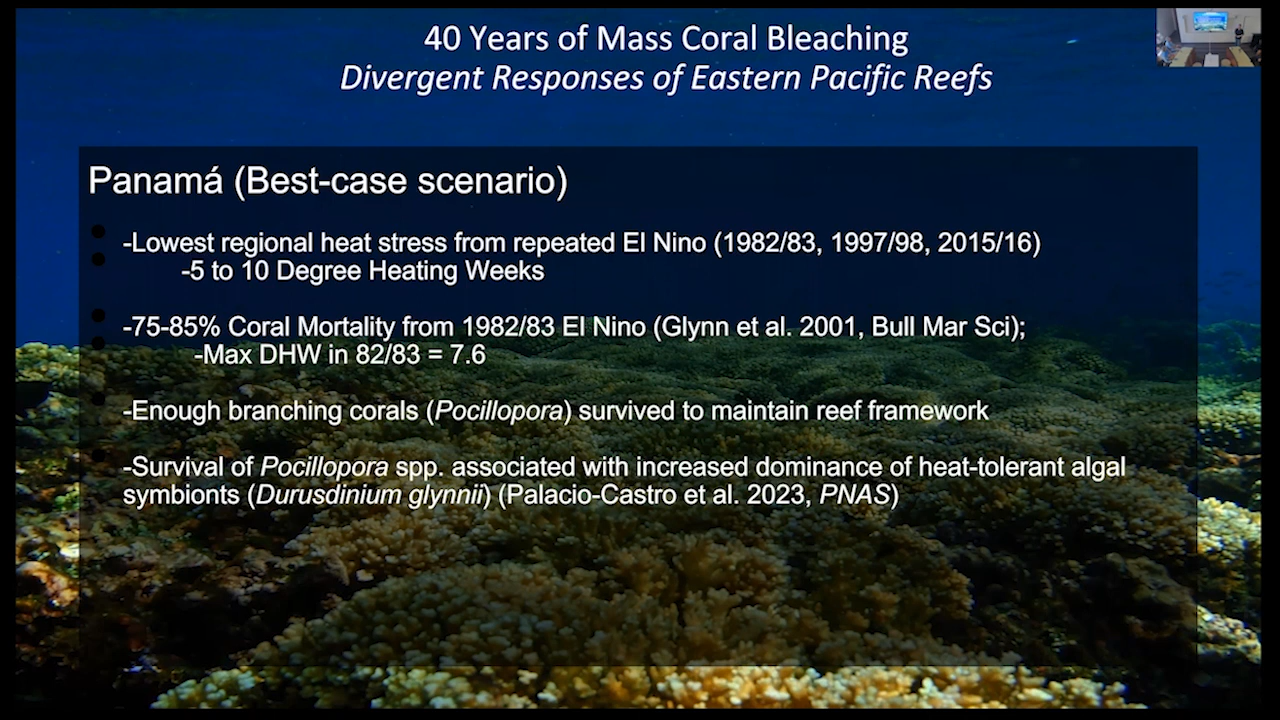 40 Years of Mass Coral Bleaching
Divergent Responses of Eastern Pacific Reefs
Panamá (Best-case scenario)
-Lowest regional heat stress from repeated El Nino (1982/83, 1997/98, 2015/16)
-5 to 10 Degree Heating Weeks
-75-85% Coral Mortality from 1982/83 El Nino (Glynn et al. 2001, Bull Mar Sci);
-Max DHW in 82/83 = 7.6
-Enough branching corals (Pocillopora) survived to maintain reef framework
-Survival of Pocillopora spp. associated with increased dominance of heat-tolerant algal
symbionts (Durusdinium glynnii) (Palacio-Castro et al. 2023, PNAS)